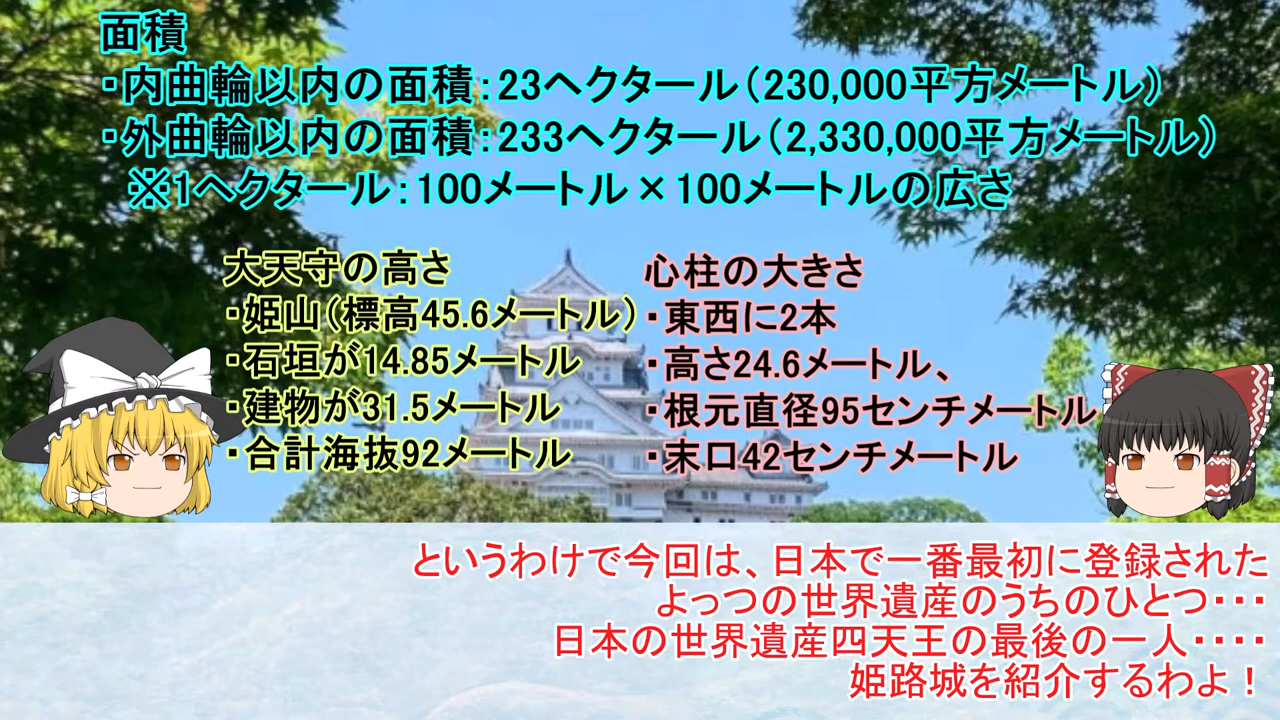 面積
・内曲輪以内の面積：23ヘクタール（230,000平方メートル）
・外曲輪以内の面積：233ヘクタール（2,330,000平方メートル）
※1ヘクタール：100メートル×100メートルの広さ
大天守の高さ
・姫山（標高45.6メートル）
・石垣が14.85メートル
・建物が31.5メートル
・合計海抜92メートル
心柱の大きさ
・東西に2本
・高さ24.6メートル、
・根元直径95センチメートル
・末口42センチメートル
というわけで今回は、日本で一番最初に登録された
よっつの世界遺産のうちのひとつ・・・
日本の世界遺産四天王の最後の一人・・・・
姫路城を紹介するわよ！